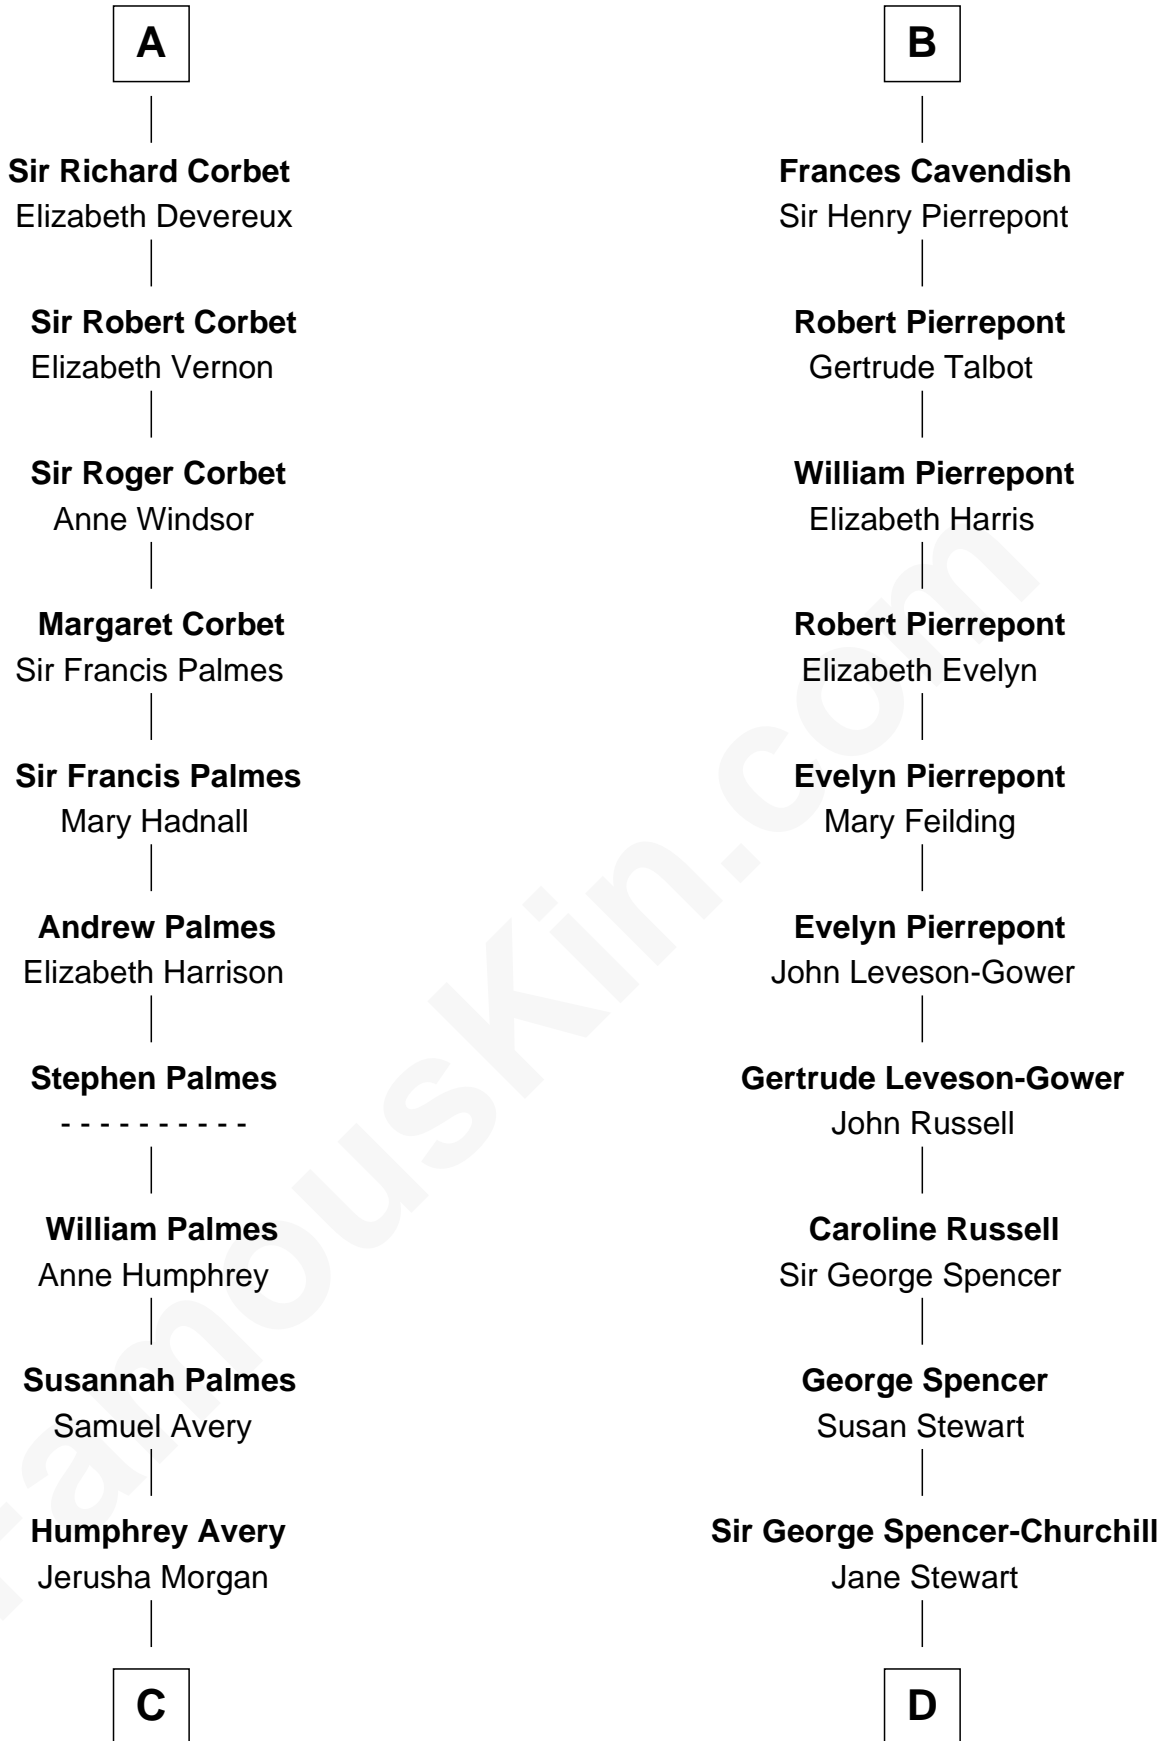 A
Sir Richard Corbet
Elizabeth Devereux
Sir Robert Corbet
Elizabeth Vernon
Sir Roger Corbet
Anne Windsor
Margaret Corbet
Sir Francis Palmes
Sir Francis Palmes
Mary Hadnall
Andrew Palmes
Elizabeth Harrison
Stephen Palmes
- - - - - - - - - -
William Palmes
Anne Humphrey
Susannah Palmes
Samuel Avery
Humphrey Avery
Jerusha Morgan
C
B
Frances Cavendish
Sir Henry Pierrepont
Robert Pierrepont
Gertrude Talbot
William Pierrepont
Elizabeth Harris
Robert Pierrepont
Elizabeth Evelyn
Evelyn Pierrepont
Mary Feilding
Evelyn Pierrepont
John Leveson-Gower
Gertrude Leveson-Gower
John Russell
Caroline Russell
Sir George Spencer
George Spencer
Susan Stewart
Sir George Spencer-Churchill
Jane Stewart
D
FamousKin.com